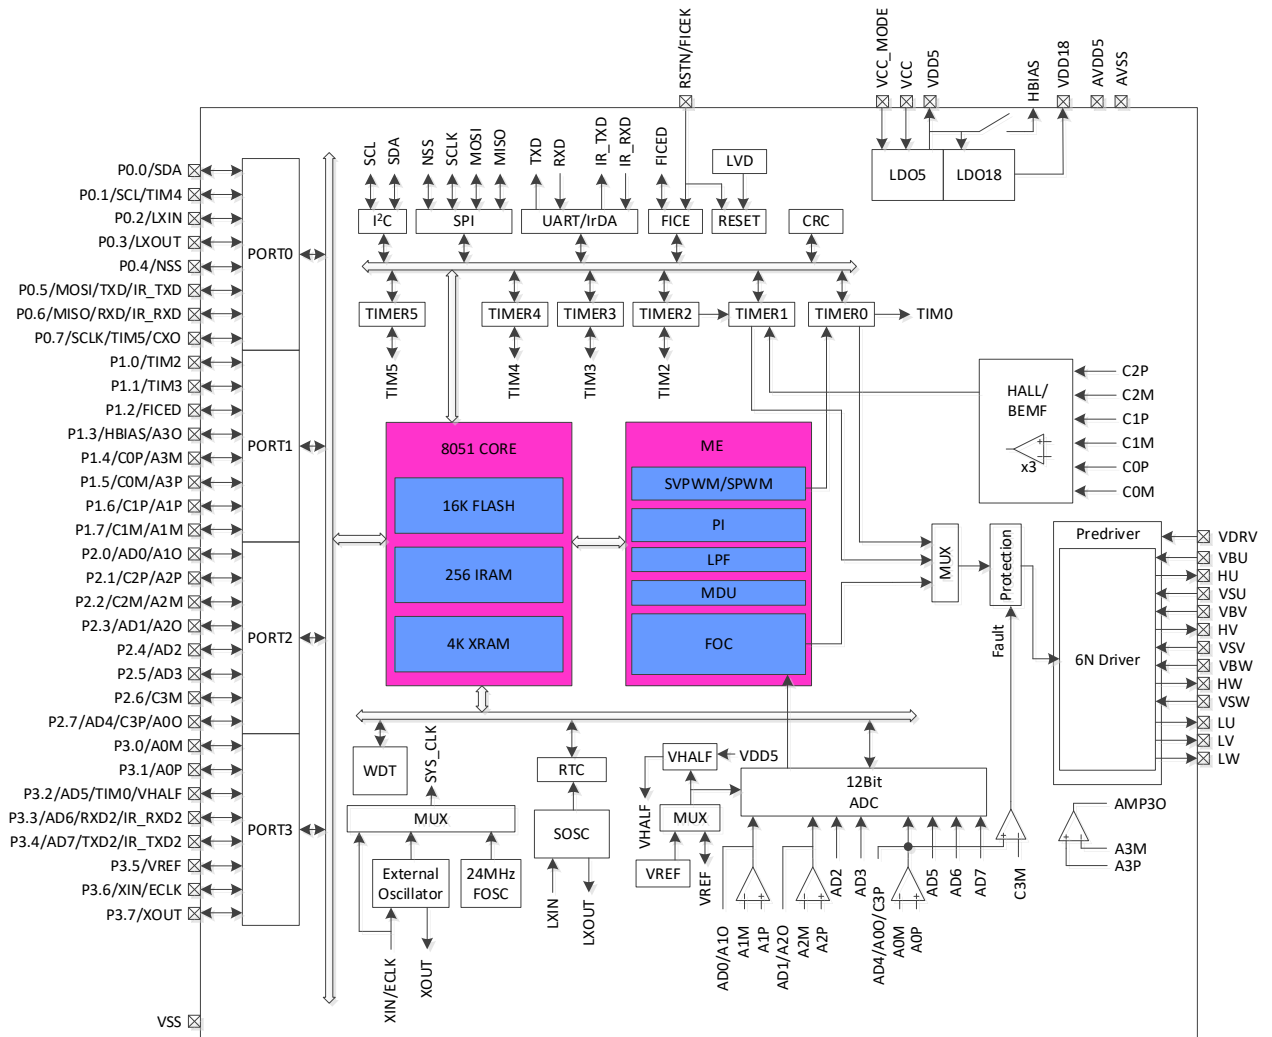 RSTN/FICEK
VCC_MODE
VCC
VDD5
HBIAS
VDD18
AVDD5
AVSS
P0.0/SDA
P0.1/SCL/TIM4
P0.2/LXIN
P0.3/LXOUT
P0.4/NSS
P0.5/MOSI/TXD/IR_TXD
P0.6/MISO/RXD/IR_RXD
P0.7/SCLK/TIM5/CXO
P1.0/TIM2
P1.1/TIM3
P1.2/FICED
P1.3/HBIAS/A3O
P1.4/C0P/A3M
P1.5/C0M/A3P
P1.6/C1P/A1P
P1.7/C1M/A1M
P2.0/AD0/A1O
P2.1/C2P/A2P
P2.2/C2M/A2M
P2.3/AD1/A2O
P2.4/AD2
P2.5/AD3
P2.6/C3M
P2.7/AD4/C3P/A0O
P3.0/A0M
P3.1/A0P
P3.2/AD5/TIM0/VHALF
P3.3/AD6/RXD2/IR_RXD2
P3.4/AD7/TXD2/IR_TXD2
P3.5/VREF
P3.6/XIN/ECLK
P3.7/XOUT
VSS
PORT0
PORT1
PORT2
PORT3
SCL
SDA
NSS
SCLK
MOSI
MISO
TXD
RXD
IR_TXD
IR_RXD
FICED
LVD
I²C
SPI
UART/IrDA
FICE
RESET
CRC
LDO5
LDO18
TIMER5
TIMER4
TIMER3
TIMER2
TIMER1
TIMER0
TIM0
TIM5
TIM4
TIM3
TIM2
HALL/
BEMF
x3
C2P
C2M
C1P
C1M
C0P
C0M
8051 CORE
16K FLASH
256 IRAM
4K XRAM
ME
SVPWM/SPWM
PI
LPF
MDU
FOC
MUX
Protection
Fault
Predriver
6N Driver
VDRV
VBU
HU
VSU
VBV
HV
VSV
VBW
HW
VSW
LU
LV
LW
WDT
SYS_CLK
MUX
External
Oscillator
24MHz
FOSC
XIN/ECLK
XOUT
RTC
SOSC
LXIN
LXOUT
VHALF
VDD5
VHALF
MUX
VREF
VREF
12Bit
ADC
AD0/A1O
A1M
A1P
AD1/A2O
A2M
A2P
AD2
AD3
AD4/A0O/C3P
A0M
A0P
AD5
AD6
AD7
C3M
AMP3O
A3M
A3P